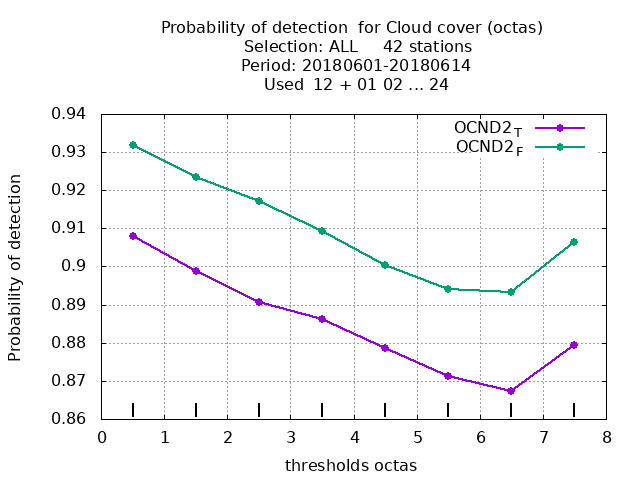 Probability of detection  for Cloud cover (octas)
Selection: ALL     42 stations
Period: 20180601-20180614
Used  12 + 01 02 ... 24
OCND2T
OCND2F
0.94
0.93
0.92
0.91
0.9
0.89
0.88
0.87
0.86
Probability of detection
0 1 2 3 4 5 6 7 8
thresholds octas